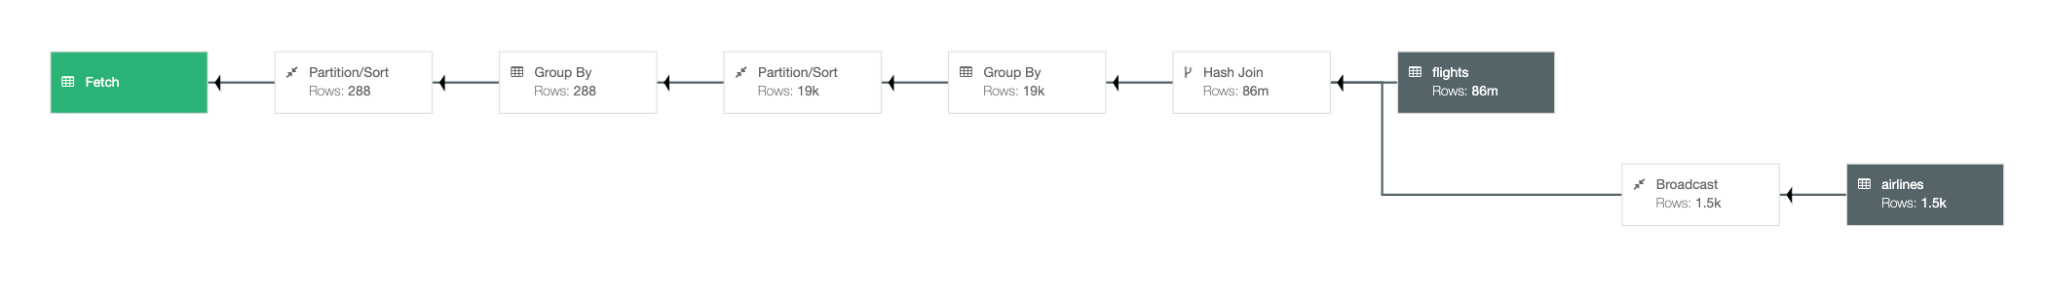 Fetch
Partition/Sort
Rows: 288
Group By
Rows: 288
Partition/Sort
Rows: 19k
Group By
Rows: 19k
Hash Join
Rows: 86m
flights
Rows: 86m
Broadcast
Rows: 1.5k
airlines
Rows: 1.5k